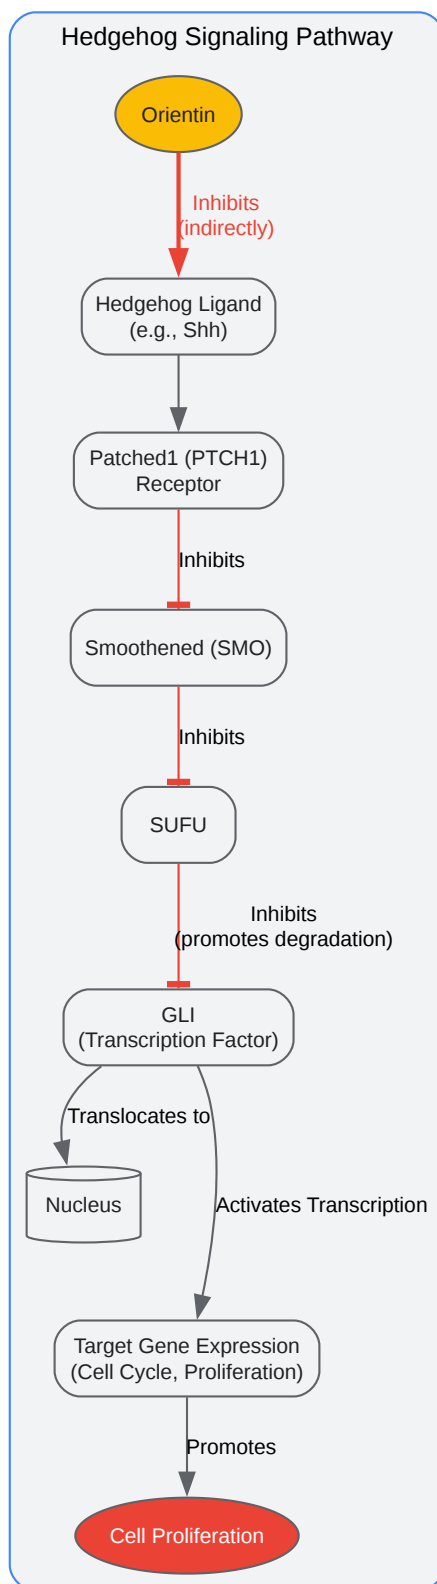 Hedgehog Signaling Pathway
Orientin
Inhibits
(indirectly)
Hedgehog Ligand
(e.g., Shh)
Patched1 (PTCH1)
Receptor
Inhibits
Smoothened (SMO)
Inhibits
SUFU
Inhibits
(promotes degradation)
GLI
(Transcription Factor)
Translocates to
Nucleus
Activates Transcription
Target Gene Expression
(Cell Cycle, Proliferation)
Promotes
Cell Proliferation